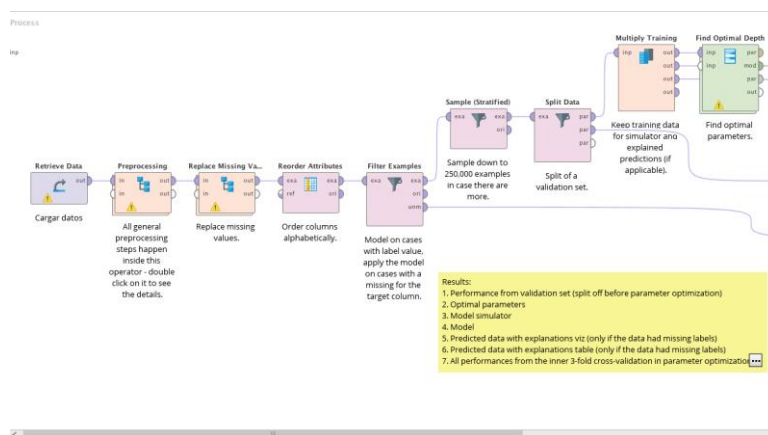 Process
inp
Multiply Training
Find Optimal Depth
inp
out
out
out
out
inp
inp
per
mod
par
out
Keep training data
for simulator and
explained
predictions (if
applicable).
Find optimal
parameters.
Sample (Stratified)
exa
exa
ori
Sample down to
250,000 examples
in case there are
more.
Split Data
exa
par
par
par
Split of a
validation set.
Retrieve Data
out
Cargar datos
Preprocessing
in
in
out
out
All general
preprocessing
steps happen
inside this
operator - double
click on it to see
the details.
Replace Missing Va...
in
in
out
out
Replace missing
values.
Reorder Attributes
exa
ref
exa
ori
Order columns
alphabetically.
Filter Examples
exa
exa
ori
unm
Model on cases
with label value,
apply the model
on cases with a
missing for the
target column.
Results:
1. Performance from validation set (split off before parameter optimization)
2. Optimal parameters
3. Model simulator
4. Model
5. Predicted data with explanations viz (only if the data had missing labels)
6. Predicted data with explanations table (only if the data had missing labels)
7. All performances from the inner 3-fold cross-validation in parameter optimization